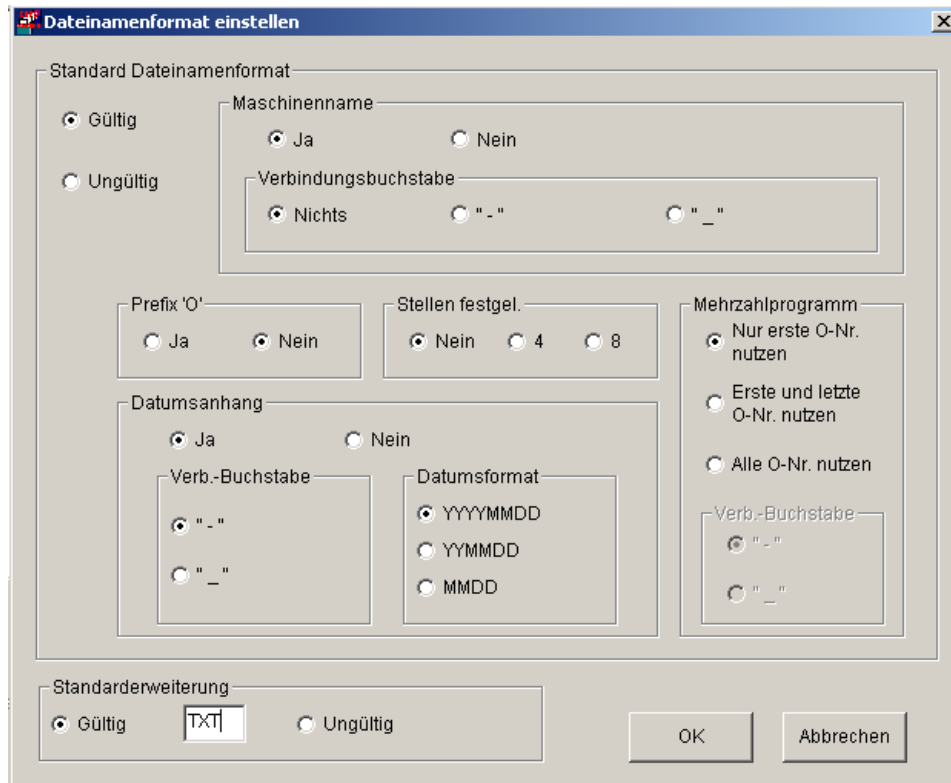 Dateinamenformat einstellen
Standard Dateinamenformat
Gültig
Ungültig
Maschinenname
Ja Nein
Verbindungsbuchstabe
Nichts " - " " _ "
Prefix 'O'
Ja Nein
Stellen festgel.
Nein 4 8
Mehrzahlprogramm
Nur erste O-Nr.
nutzen
Erste und letzte
O-Nr. nutzen
Alle O-Nr. nutzen
Verb.-Buchstabe
" - "
" _ "
Datumsanhang
Ja Nein
Verb.-Buchstabe
" - "
" _ "
Datumsformat
YYYYMMDD
YYMMDD
MMDD
Standarderweiterung
Gültig TXT Ungültig
OK Abbrechen